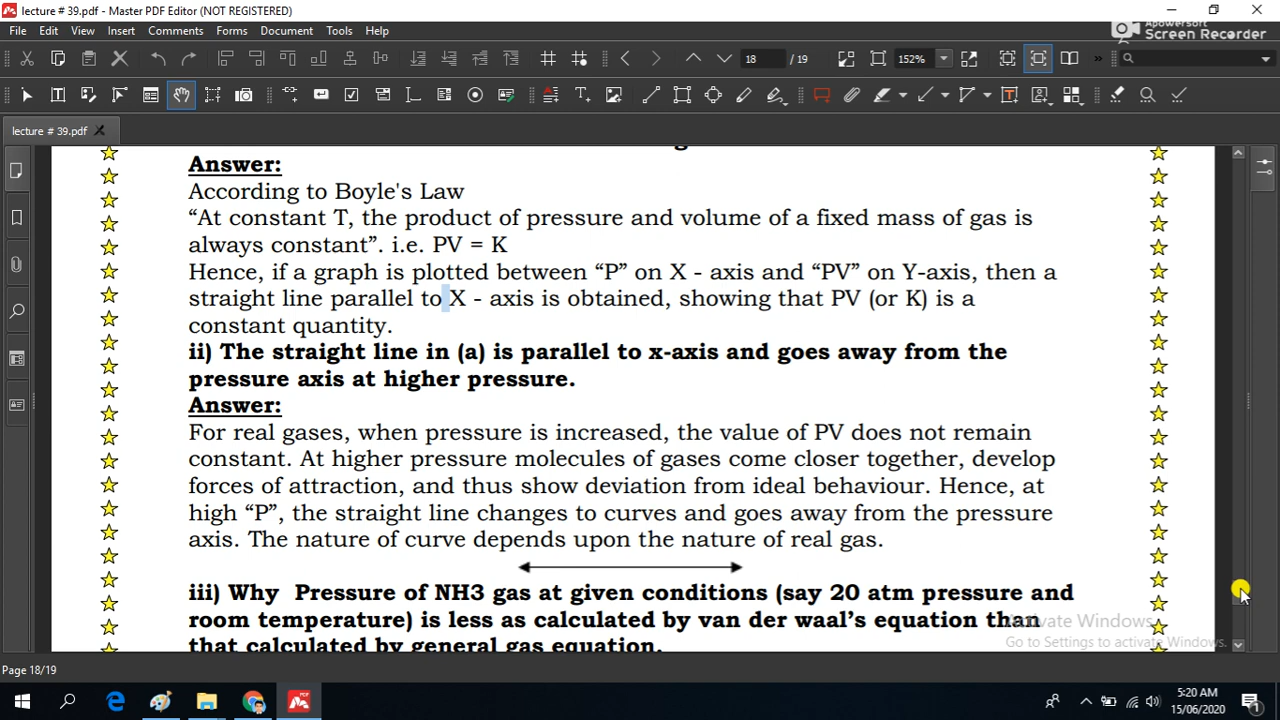 lecture # 39.pdf - Master PDF Editor (NOT REGISTERED)
File Edit View Insert Comments Forms Document Tools Help
Apowersoft
Screen Recorder
18 / 19 152%
lecture # 39.pdf
Answer:
According to Boyle's Law
“At constant T, the product of pressure and volume of a fixed mass of gas is
always constant”. i.e. PV = K
Hence, if a graph is plotted between “P” on X - axis and “PV” on Y-axis, then a
straight line parallel to X - axis is obtained, showing that PV (or K) is a
constant quantity.
ii) The straight line in (a) is parallel to x-axis and goes away from the
pressure axis at higher pressure.
Answer:
For real gases, when pressure is increased, the value of PV does not remain
constant. At higher pressure molecules of gases come closer together, develop
forces of attraction, and thus show deviation from ideal behaviour. Hence, at
high “P”, the straight line changes to curves and goes away from the pressure
axis. The nature of curve depends upon the nature of real gas.
iii) Why Pressure of NH3 gas at given conditions (say 20 atm pressure and
room temperature) is less as calculated by van der waal’s equation than
that calculated by general gas equation.
Activate Windows
Go to Settings to activate Windows.
Page 18/19
5:20 AM
15/06/2020